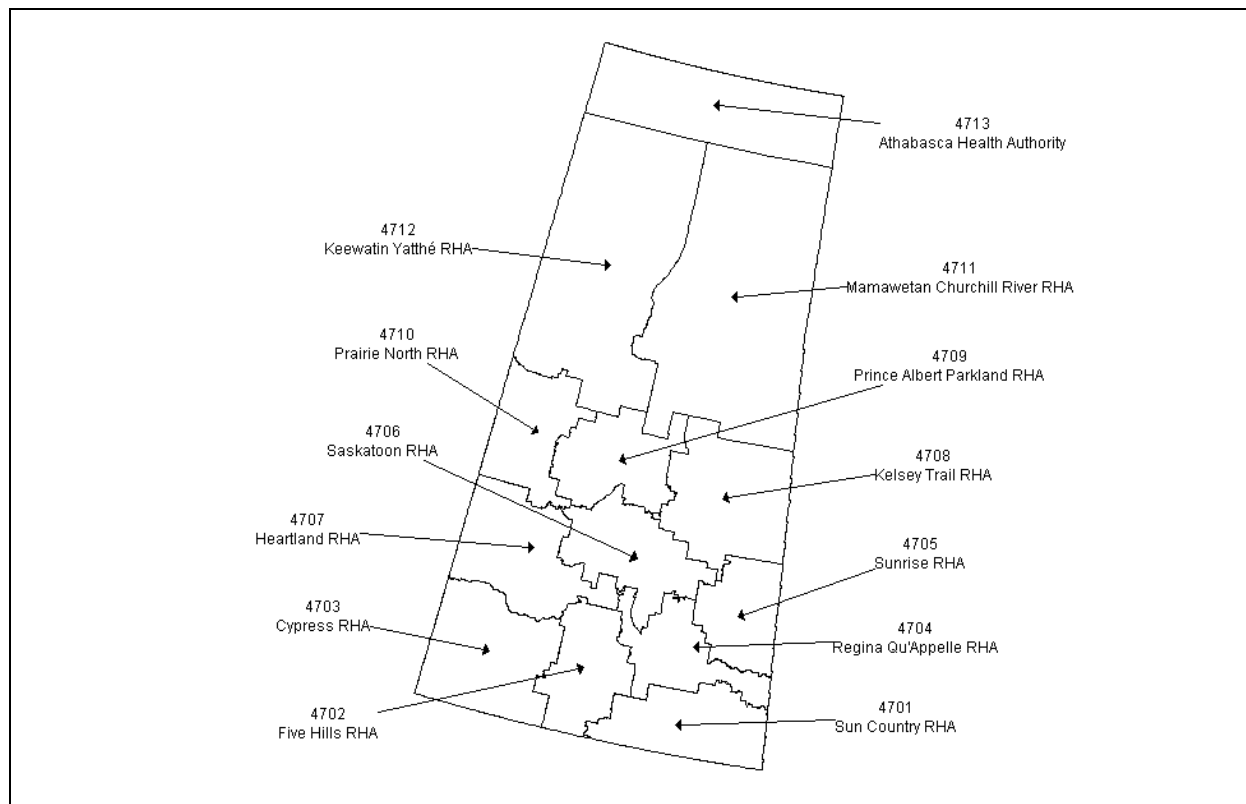 4713
Athabasca Health Authority
4712
Keewatin Yatthé RHA
4711
Mamawetan Churchill River RHA
4710
Prairie North RHA
4709
Prince Albert Parkland RHA
4706
Saskatoon RHA
4708
Kelsey Trail RHA
4707
Heartland RHA
4705
Sunrise RHA
4703
Cypress RHA
4704
Regina Qu'Appelle RHA
4702
Five Hills RHA
4701
Sun Country RHA